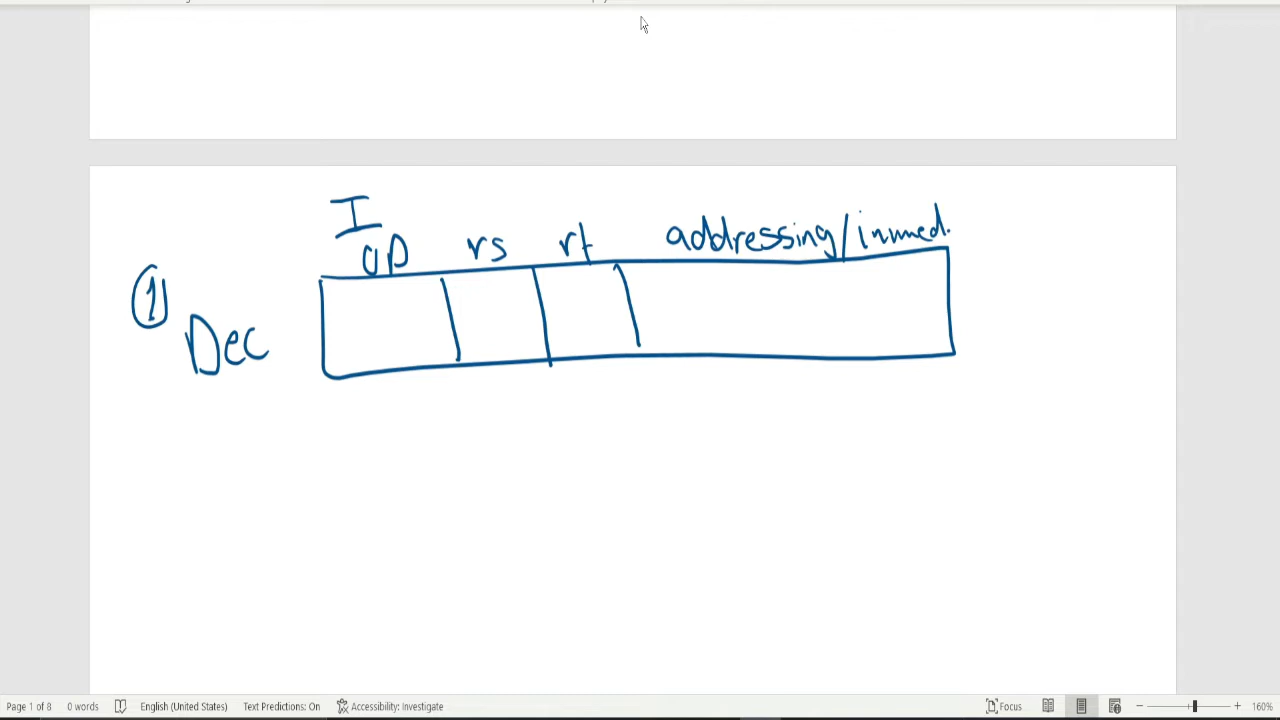 I
op rs rt addressing/immed.
①
Dec
Page 1 of 8 0 words English (United States) Text Predictions: On Accessibility: Investigate Focus 160%